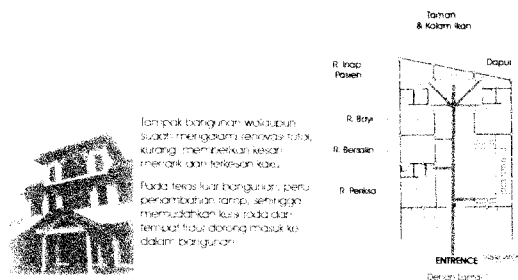 Taman
& Kolam Ikan
R. Inap
Pasien
Dapur
R. Bayi
R. Bersalin
R. Periksa
Tampak bangunan walaupun
sudah mengalami renovasi total,
kurang memberikan kesan
menarik dan terkesan kaku.
Pada teras luar bangunan, perlu
penambahan ramp, sehingga
memudahkan kursi roda dan
tempat tidur dorong masuk ke
dalam bangunan
ENTRENCE
Denah Lama